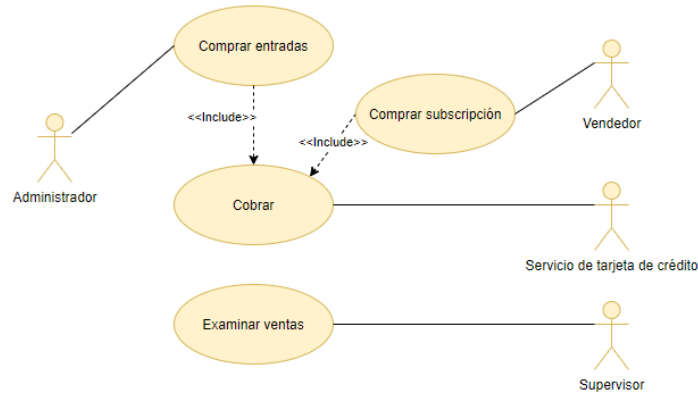 Comprar entradas
Comprar subscripción
<<Include>>
<<Include>>
Vendedor
Administrador
Cobrar
Servicio de tarjeta de crédito
Examinar ventas
Supervisor